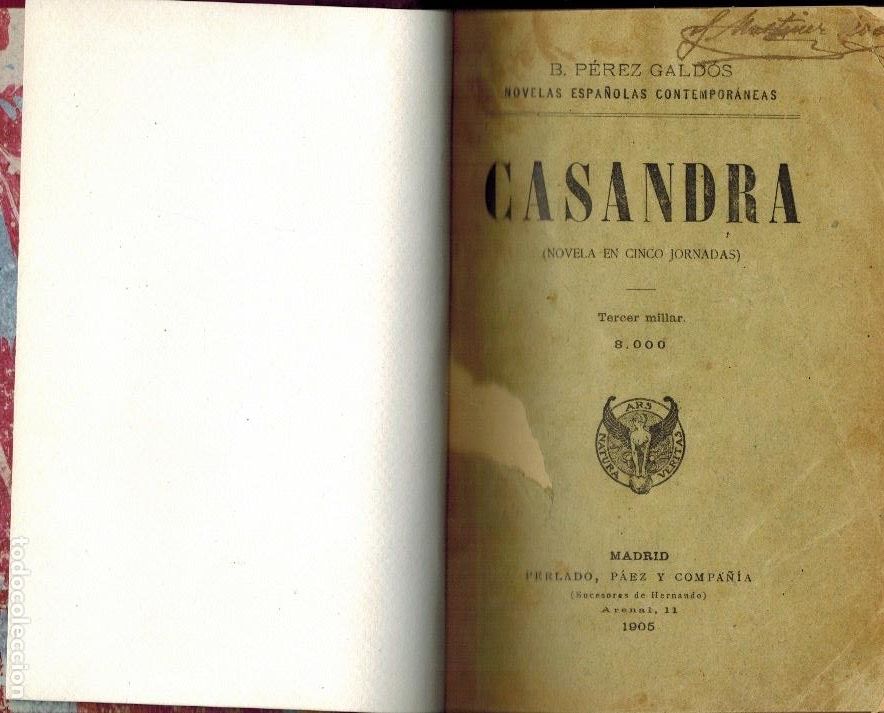 B. PÉREZ GALDÓS
NOVELAS ESPAÑOLAS CONTEMPORÁNEAS
CASANDRA
(NOVELA EN CINCO JORNADAS)
Tercer millar.
8.000
ARS
NATURA
VERITAS
MADRID
PERLADO, PÁEZ Y COMPAÑÍA
(Sucesores de Hernando)
Arenal, 11
1905
todocoleccion